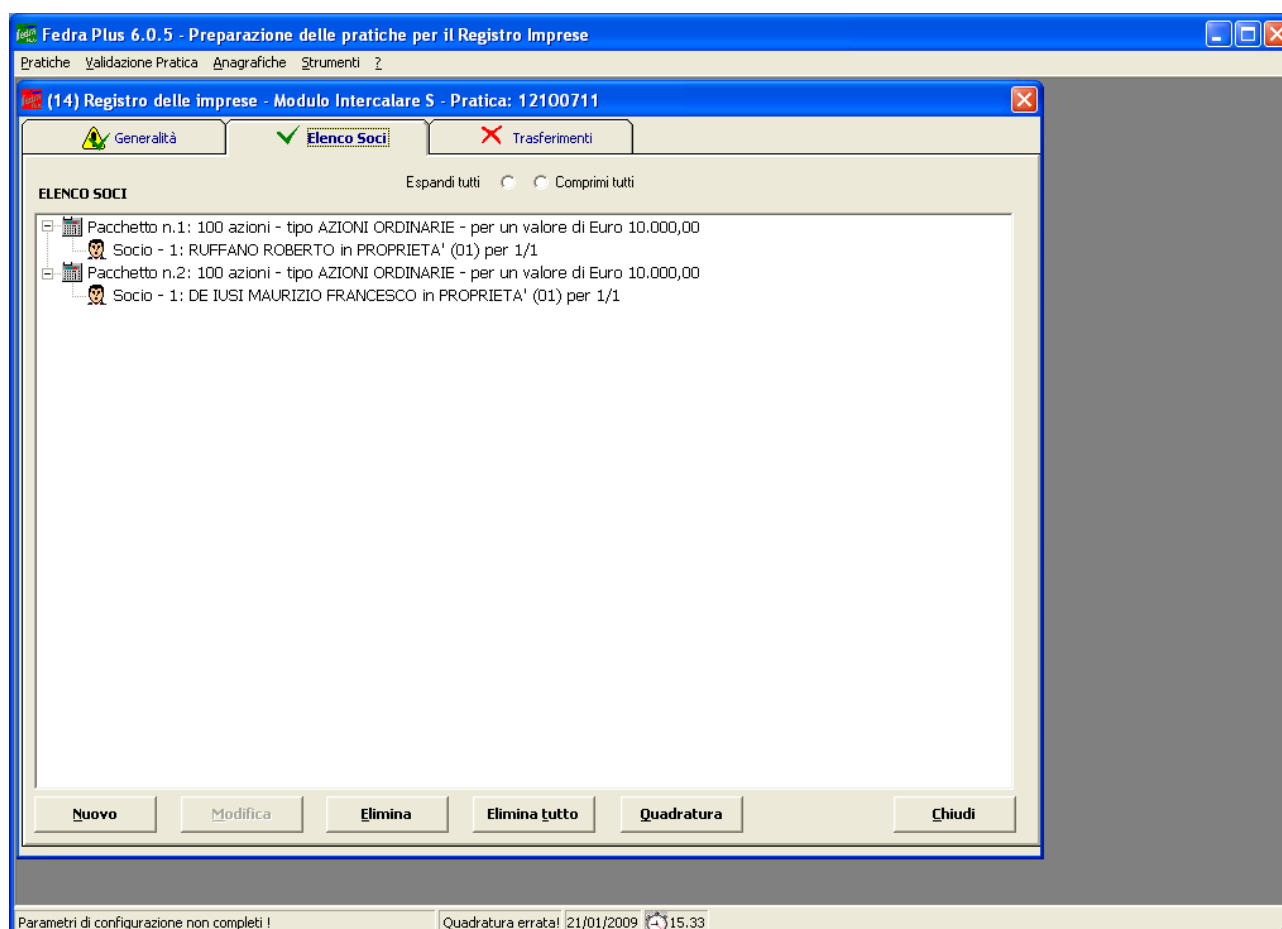 Fedra Plus 6.0.5 - Preparazione delle pratiche per il Registro Imprese
Pratiche Validazione Pratica Anagrafiche Strumenti ?
(14) Registro delle imprese - Modulo Intercalare S - Pratica: 12100711
Generalità Elenco Soci Trasferimenti
Espandi tutti Comprimi tutti
ELENCO SOCI
Pacchetto n.1: 100 azioni - tipo AZIONI ORDINARIE - per un valore di Euro 10.000,00
Socio - 1: RUFFANO ROBERTO in PROPRIETA' (01) per 1/1
Pacchetto n.2: 100 azioni - tipo AZIONI ORDINARIE - per un valore di Euro 10.000,00
Socio - 1: DE IUSI MAURIZIO FRANCESCO in PROPRIETA' (01) per 1/1
Nuovo Modifica Elimina Elimina tutto Quadratura Chiudi
Parametri di configurazione non completi ! Quadratura errata! 21/01/2009 15.33